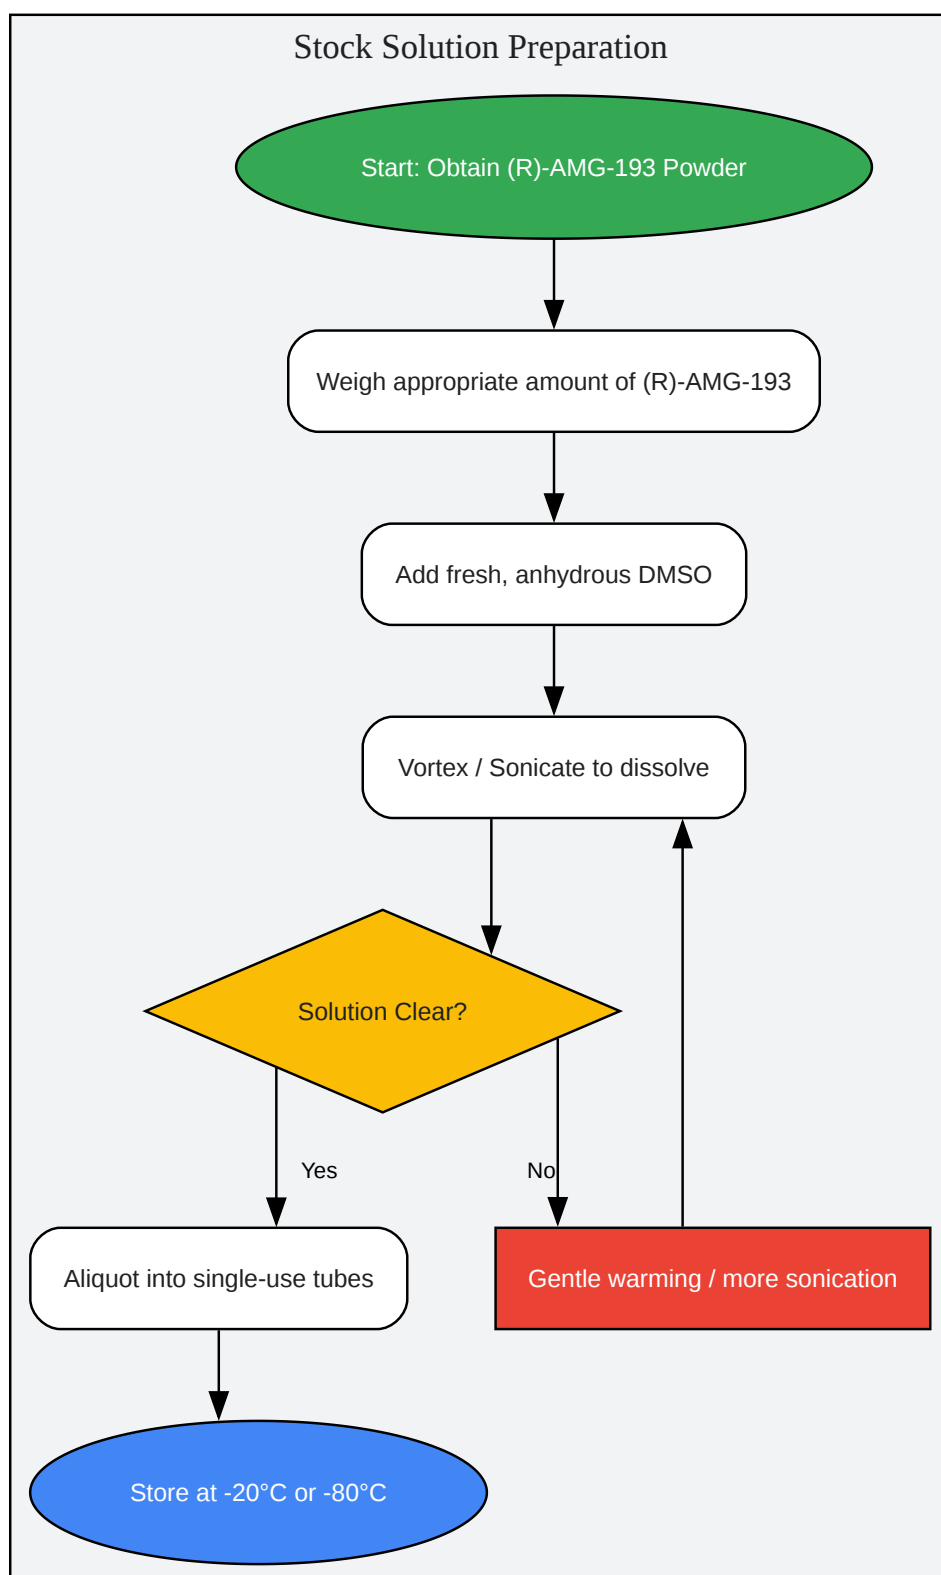 Stock Solution Preparation
Start: Obtain (R)-AMG-193 Powder
Weigh appropriate amount of (R)-AMG-193
Add fresh, anhydrous DMSO
Vortex / Sonicate to dissolve
Solution Clear?
Yes
No
Aliquot into single-use tubes
Gentle warming / more sonication
Store at -20°C or -80°C